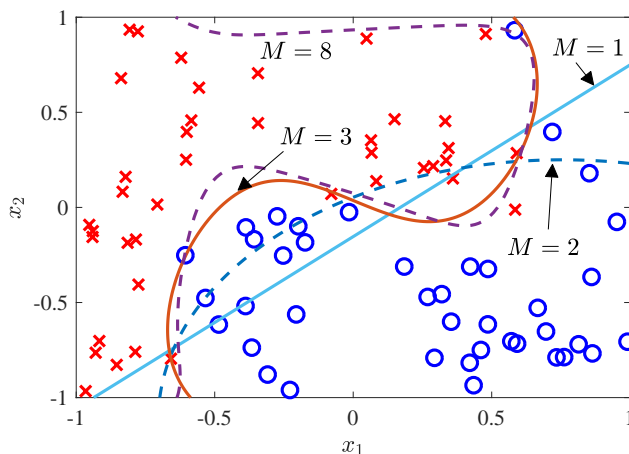 1
0.5
0
-0.5
-1
x₂
M = 8
M = 1
M = 3
M = 2
-1
-0.5
0
0.5
1
x₁